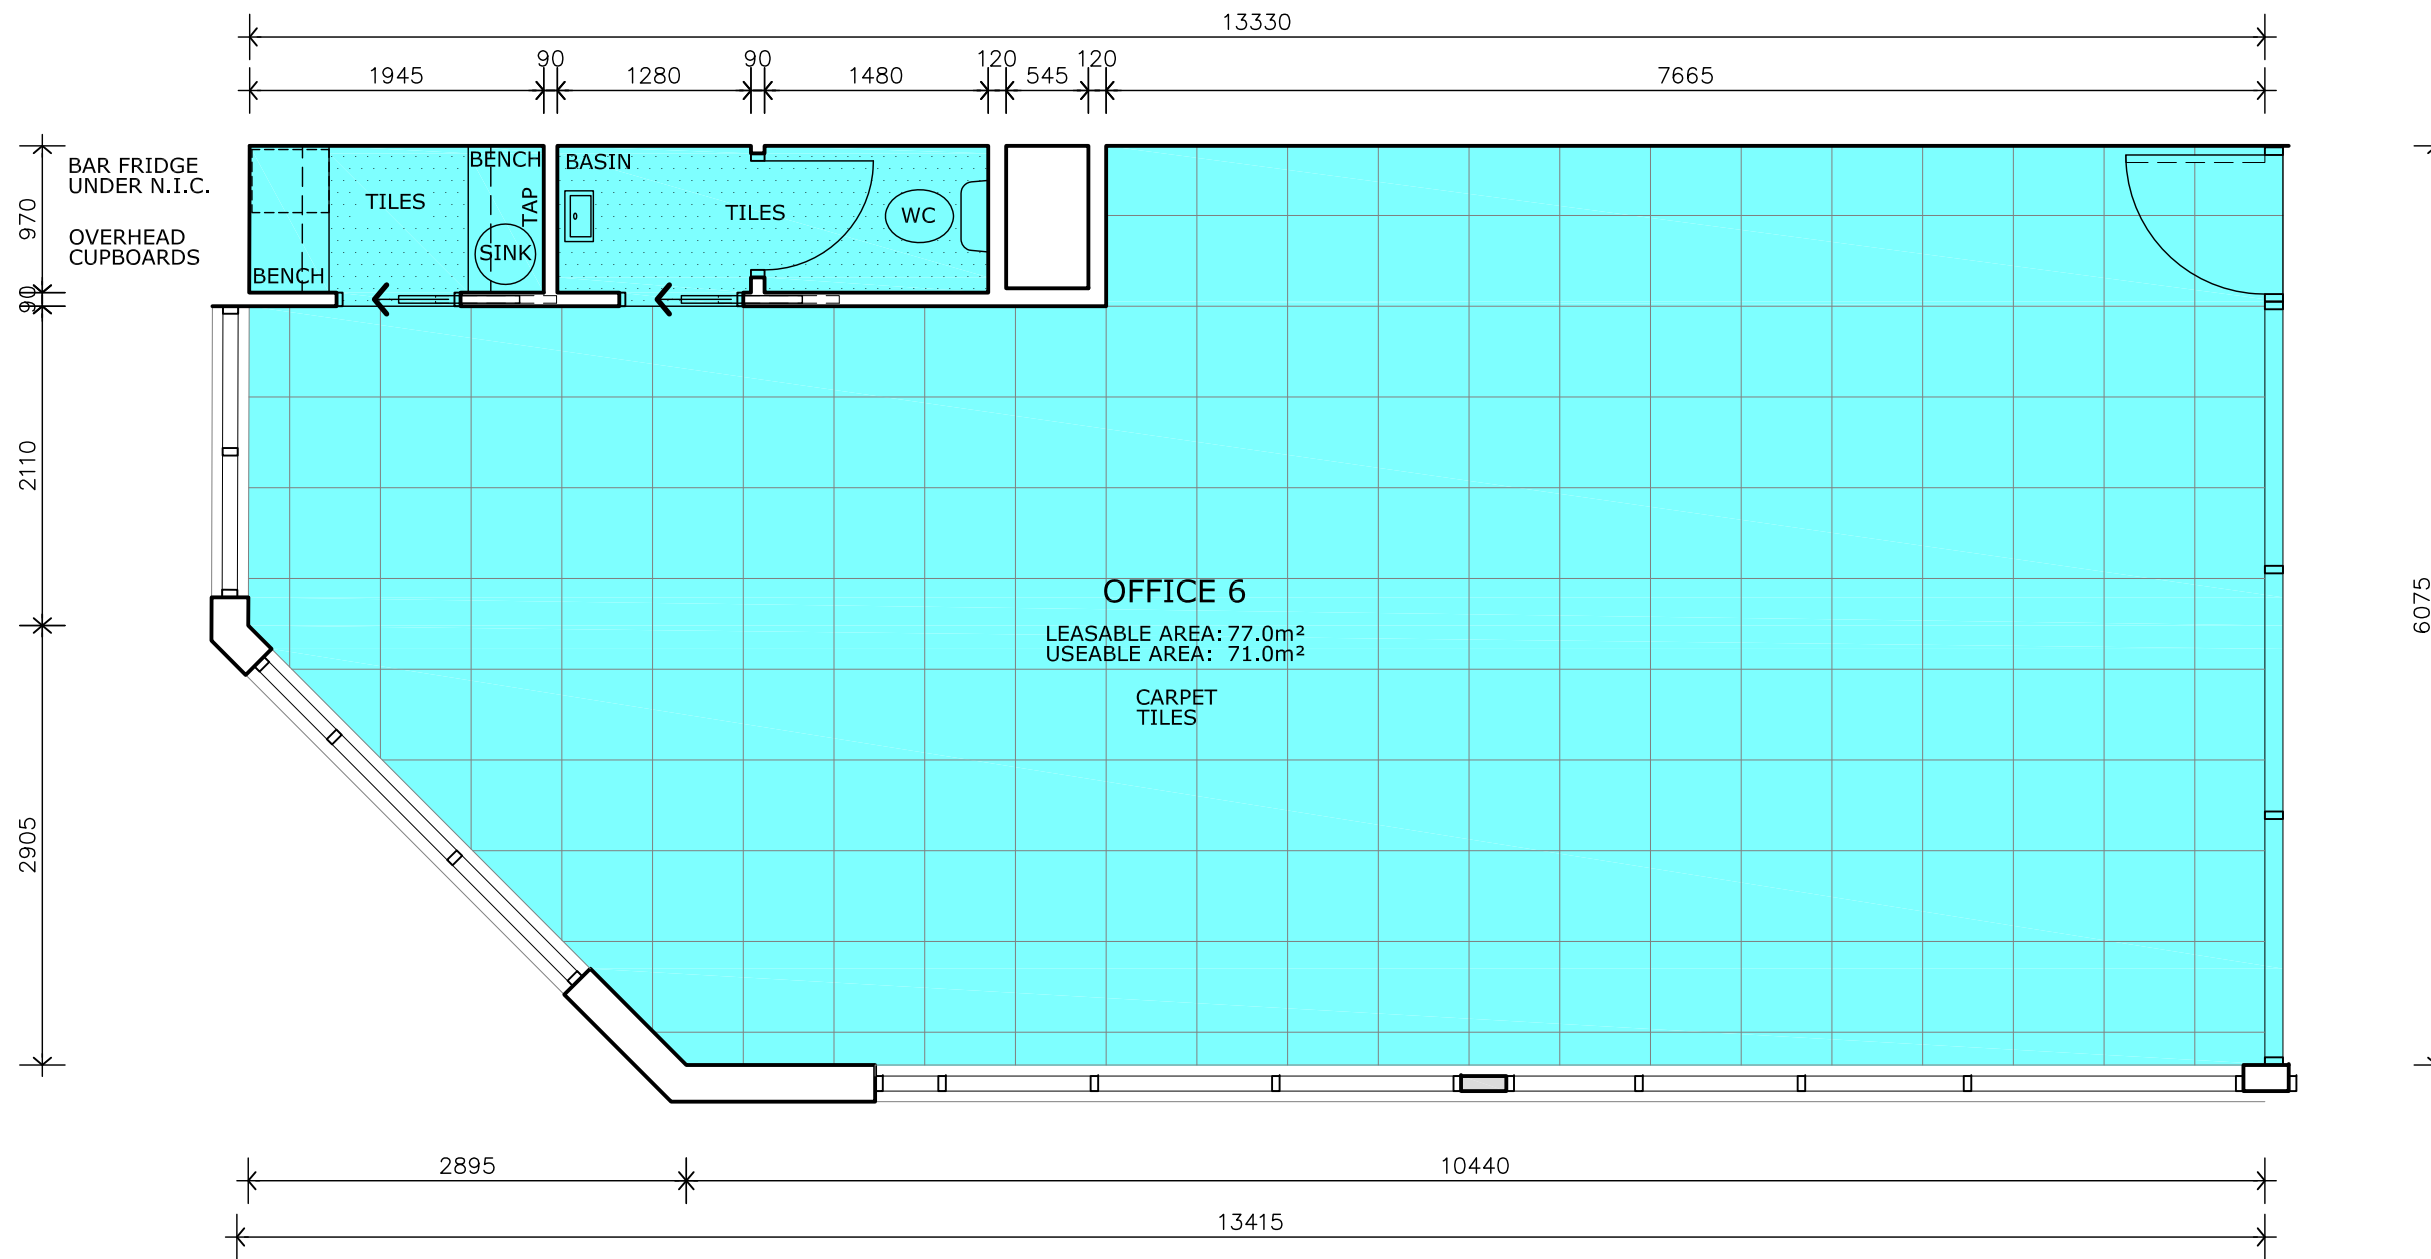 13330
90 90 120 120
1945 1280 1480 545 7665
BAR FRIDGE
UNDER N.I.C.
OVERHEAD
CUPBOARDS
970
90
2110
2905
BENCH
TILES
TAP
SINK
BENCH
BASIN
TILES
WC
OFFICE 6
LEASABLE AREA: 77.0m²
USEABLE AREA: 71.0m²
CARPET
TILES
6075
2895 10440
13415